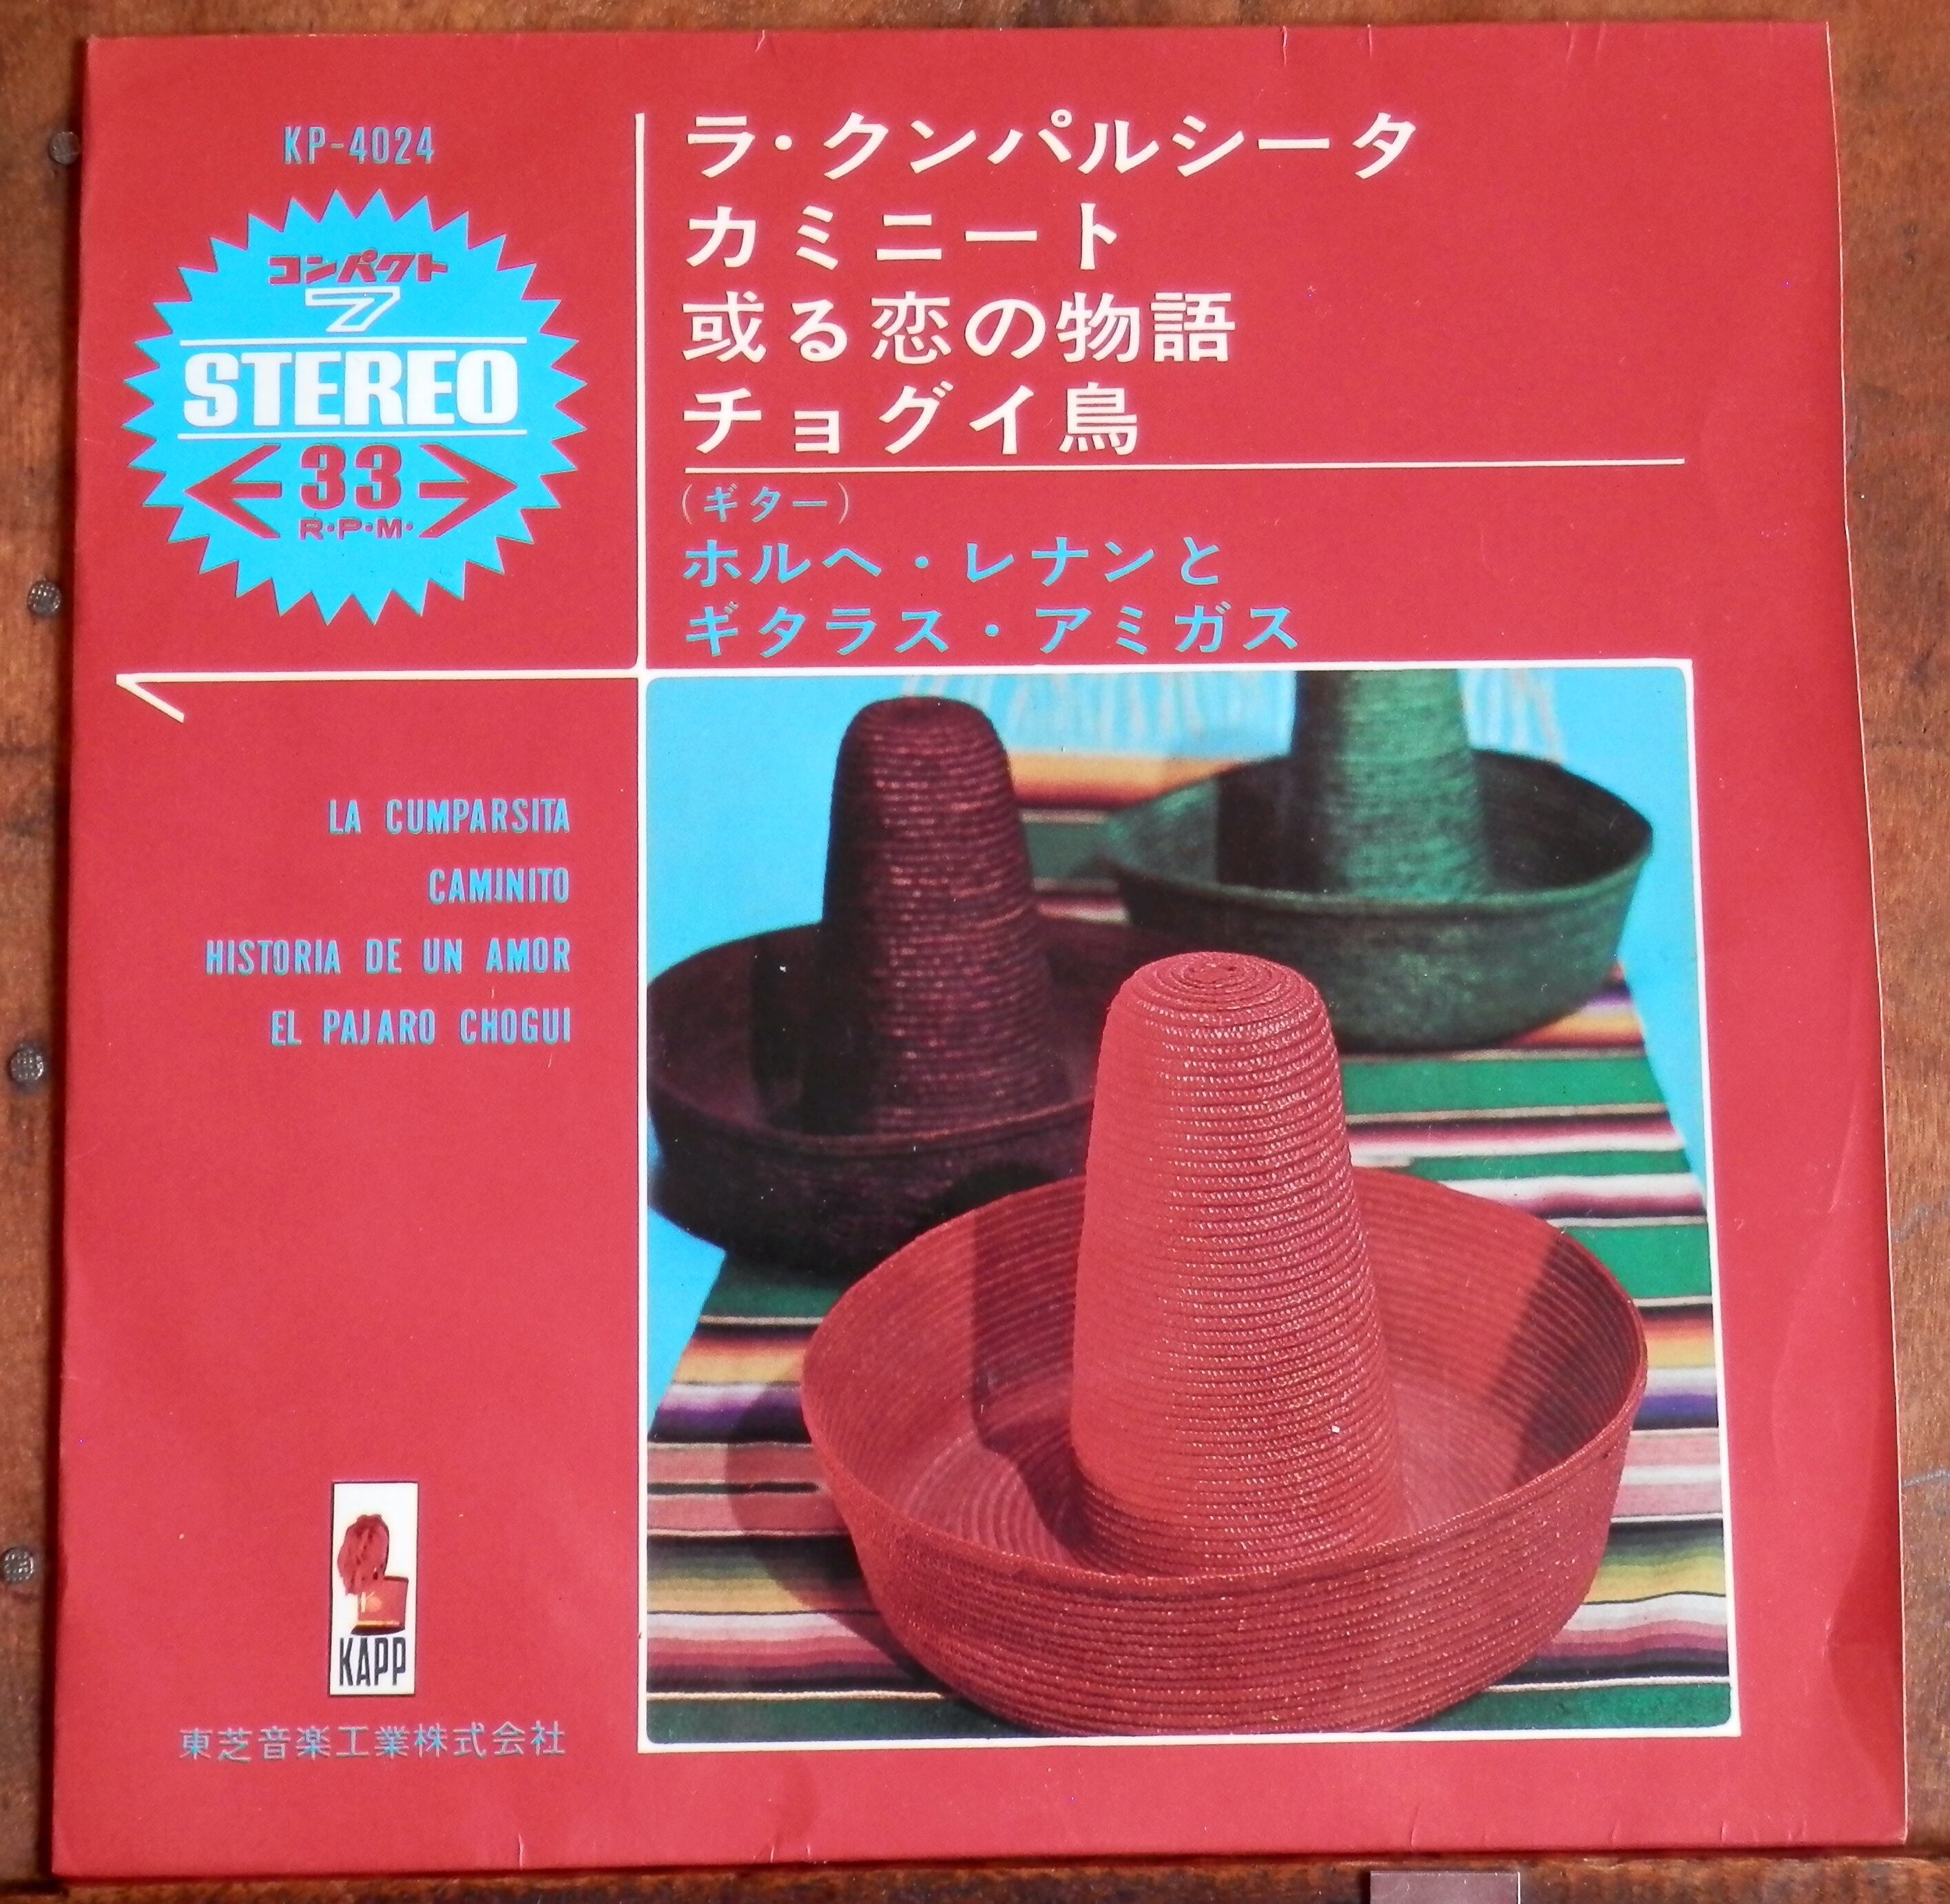 KP-4024
コンパクト
7
STEREO
33
R·P·M·
ラ・クンパルシータ
カミニート
或る恋の物語
チョグイ鳥
(ギター)
ホルヘ・レナンと
ギタラス・アミガス
LA CUMPARSITA
CAMINITO
HISTORIA DE UN AMOR
EL PAJARO CHOGUI
K
KAPP
東芝音楽工業株式会社